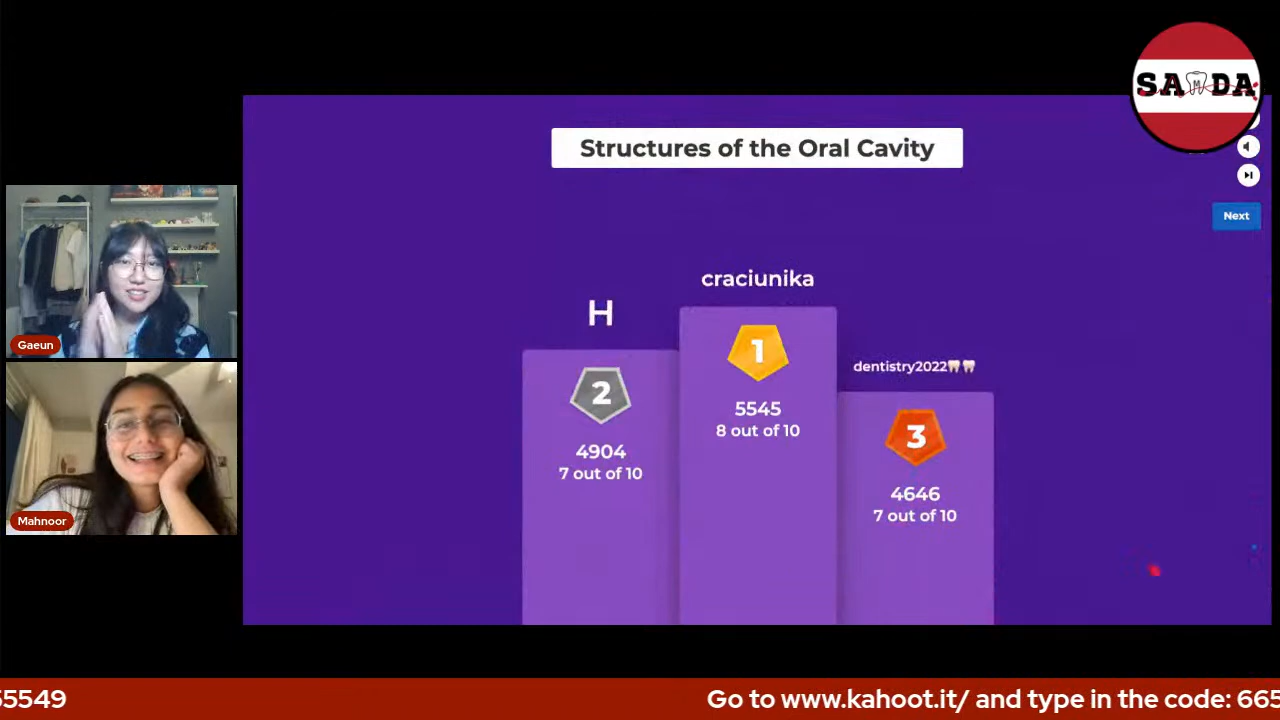 SAMDA
Structures of the Oral Cavity
Next
craciunika
H
dentistry2022🦷🦷
1
2
3
5545
8 out of 10
4904
7 out of 10
4646
7 out of 10
Gaeun
Mahnoor
55549
Go to www.kahoot.it/ and type in the code: 665